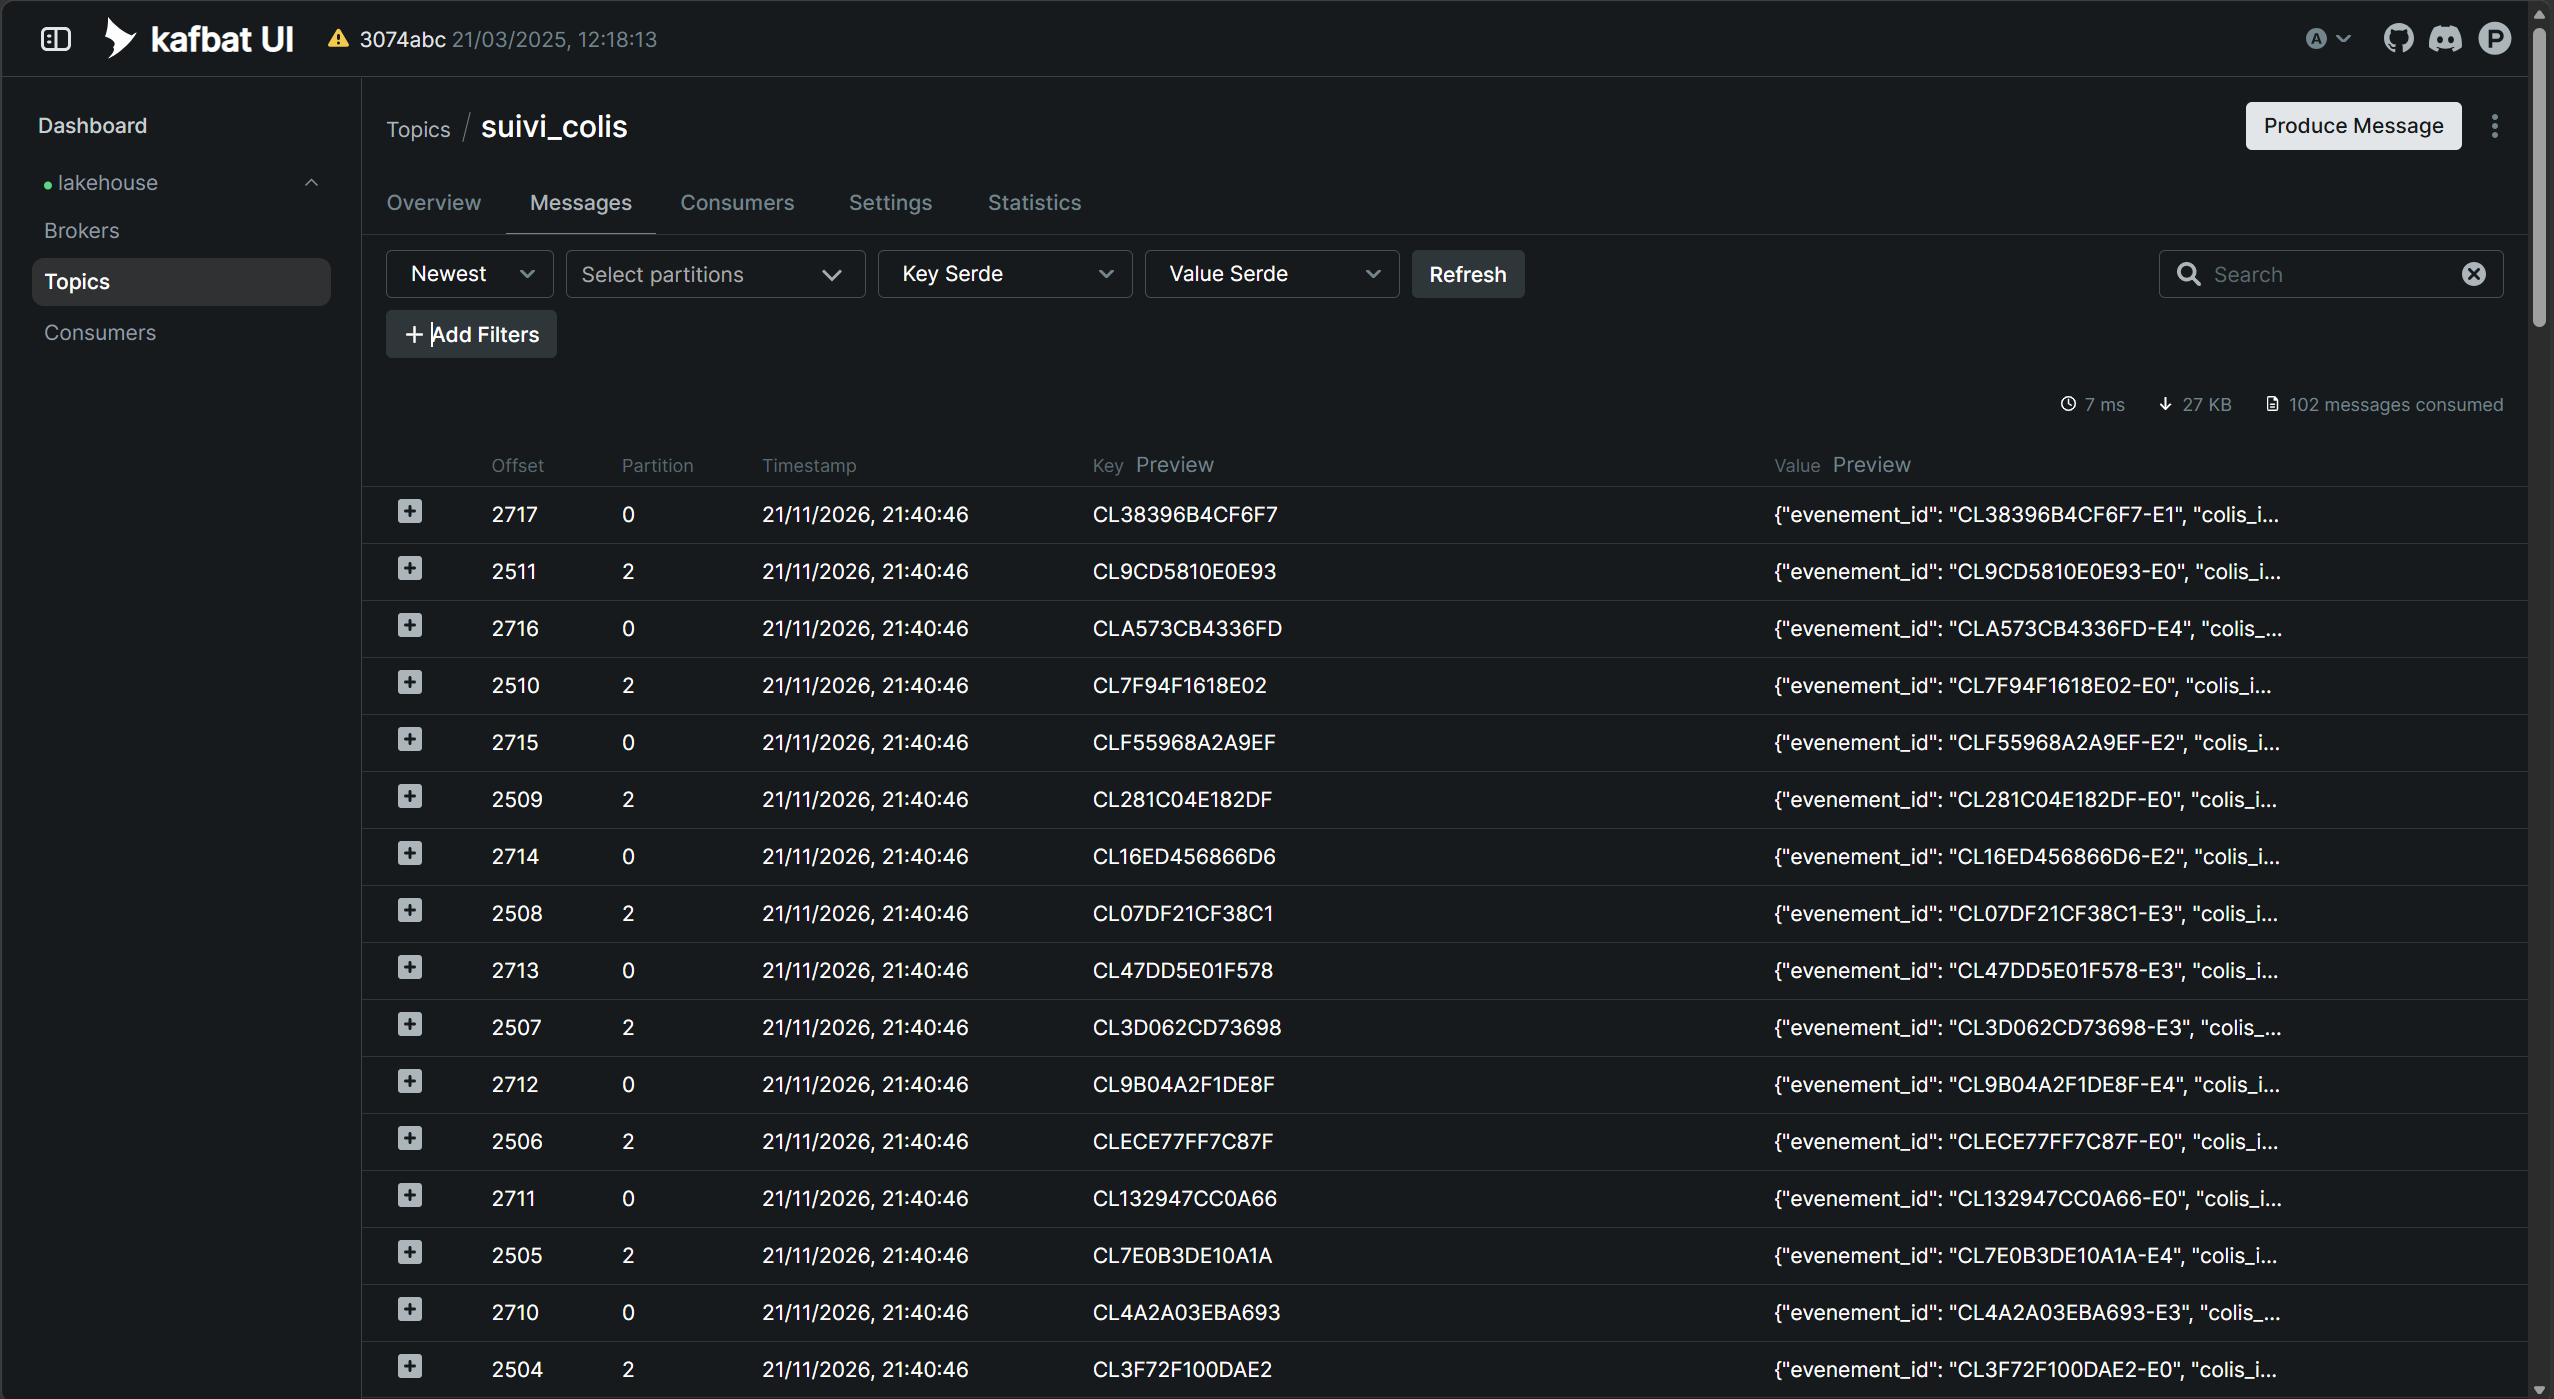 kafbat UI 3074abc 21/03/2025, 12:18:13 A P
Dashboard
lakehouse
Brokers
Topics
Consumers
Topics / suivi_colis
Produce Message
Overview Messages Consumers Settings Statistics
Newest Select partitions Key Serde Value Serde Refresh Search
+ Add Filters
7 ms 27 KB 102 messages consumed
Offset Partition Timestamp Key Preview Value Preview
2717 0 21/11/2026, 21:40:46 CL38396B4CF6F7 {"evenement_id": "CL38396B4CF6F7-E1", "colis_i...
2511 2 21/11/2026, 21:40:46 CL9CD5810E0E93 {"evenement_id": "CL9CD5810E0E93-E0", "colis_i...
2716 0 21/11/2026, 21:40:46 CLA573CB4336FD {"evenement_id": "CLA573CB4336FD-E4", "colis_...
2510 2 21/11/2026, 21:40:46 CL7F94F1618E02 {"evenement_id": "CL7F94F1618E02-E0", "colis_i...
2715 0 21/11/2026, 21:40:46 CLF55968A2A9EF {"evenement_id": "CLF55968A2A9EF-E2", "colis_i...
2509 2 21/11/2026, 21:40:46 CL281C04E182DF {"evenement_id": "CL281C04E182DF-E0", "colis_i...
2714 0 21/11/2026, 21:40:46 CL16ED456866D6 {"evenement_id": "CL16ED456866D6-E2", "colis_i...
2508 2 21/11/2026, 21:40:46 CL07DF21CF38C1 {"evenement_id": "CL07DF21CF38C1-E3", "colis_i...
2713 0 21/11/2026, 21:40:46 CL47DD5E01F578 {"evenement_id": "CL47DD5E01F578-E3", "colis_i...
2507 2 21/11/2026, 21:40:46 CL3D062CD73698 {"evenement_id": "CL3D062CD73698-E3", "colis_...
2712 0 21/11/2026, 21:40:46 CL9B04A2F1DE8F {"evenement_id": "CL9B04A2F1DE8F-E4", "colis_i...
2506 2 21/11/2026, 21:40:46 CLECE77FF7C87F {"evenement_id": "CLECE77FF7C87F-E0", "colis_i...
2711 0 21/11/2026, 21:40:46 CL132947CC0A66 {"evenement_id": "CL132947CC0A66-E0", "colis_i...
2505 2 21/11/2026, 21:40:46 CL7E0B3DE10A1A {"evenement_id": "CL7E0B3DE10A1A-E4", "colis_i...
2710 0 21/11/2026, 21:40:46 CL4A2A03EBA693 {"evenement_id": "CL4A2A03EBA693-E3", "colis_...
2504 2 21/11/2026, 21:40:46 CL3F72F100DAE2 {"evenement_id": "CL3F72F100DAE2-E0", "colis_i...